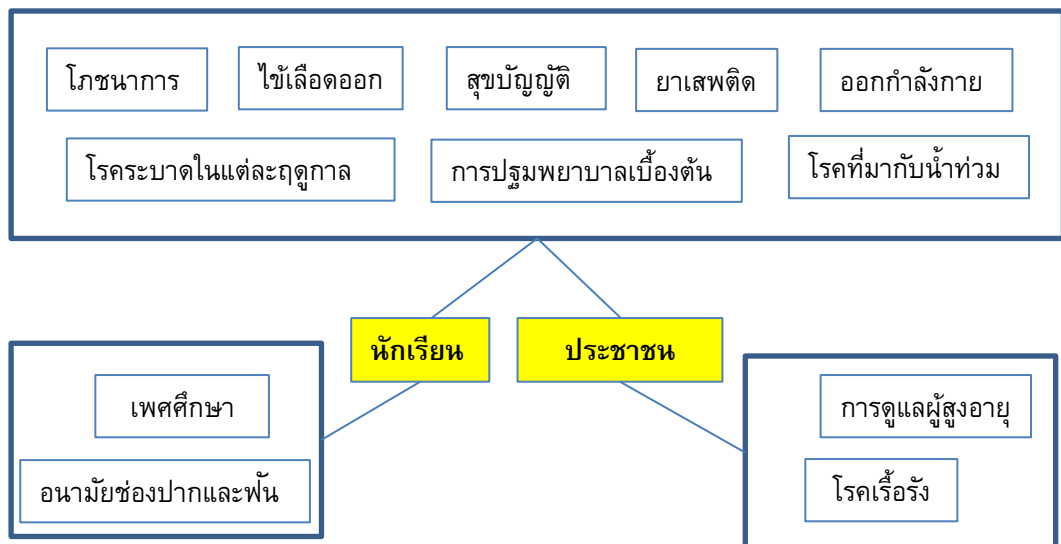 โภชนาการ
ไข้เลือดออก
สุขบัญญัติ
ยาเสพติด
ออกกำลังกาย
โรคระบาดในแต่ละฤดูกาล
การปฐมพยาบาลเบื้องต้น
โรคที่มากับน้ำท่วม
นักเรียน
ประชาชน
เพศศึกษา
การดูแลผู้สูงอายุ
อนามัยช่องปากและฟัน
โรคเรื้อรัง